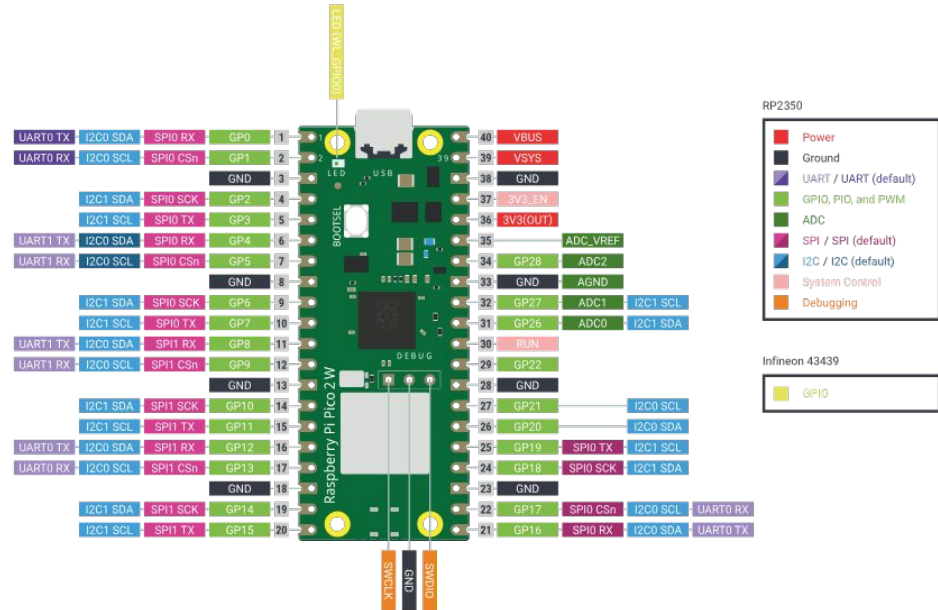 LED (WL_GPIO0)
UART0 TX I2C0 SDA SPI0 RX GP0 1 1 40 VBUS
UART0 RX I2C0 SCL SPI0 CSn GP1 2 2 39 39 VSYS
GND 3 LED USB 38 GND
I2C1 SDA SPI0 SCK GP2 4 37 3V3_EN
I2C1 SCL SPI0 TX GP3 5 BOOTSEL 36 3V3(OUT)
UART1 TX I2C0 SDA SPI0 RX GP4 6 35 ADC_VREF
UART1 RX I2C0 SCL SPI0 CSn GP5 7 34 GP28 ADC2
GND 8 33 GND AGND
I2C1 SDA SPI0 SCK GP6 9 32 GP27 ADC1 I2C1 SCL
I2C1 SCL SPI0 TX GP7 10 31 GP26 ADC0 I2C1 SDA
UART1 TX I2C0 SDA SPI1 RX GP8 11 30 RUN
UART1 RX I2C0 SCL SPI1 CSn GP9 12 DEBUG 29 GP22
GND 13 28 GND
I2C1 SDA SPI1 SCK GP10 14 27 GP21 I2C0 SCL
I2C1 SCL SPI1 TX GP11 15 26 GP20 I2C0 SDA
UART0 TX I2C0 SDA SPI1 RX GP12 16 25 GP19 SPI0 TX I2C1 SCL
UART0 RX I2C0 SCL SPI1 CSn GP13 17 24 GP18 SPI0 SCK I2C1 SDA
GND 18 23 GND
I2C1 SDA SPI1 SCK GP14 19 22 GP17 SPI0 CSn I2C0 SCL UART0 RX
I2C1 SCL SPI1 TX GP15 20 21 GP16 SPI0 RX I2C0 SDA UART0 TX
Raspberry Pi Pico 2 W
SWCLK GND SWDIO
RP2350
Power
Ground
UART / UART (default)
GPIO, PIO, and PWM
ADC
SPI / SPI (default)
I2C / I2C (default)
System Control
Debugging
Infineon 43439
GPIO